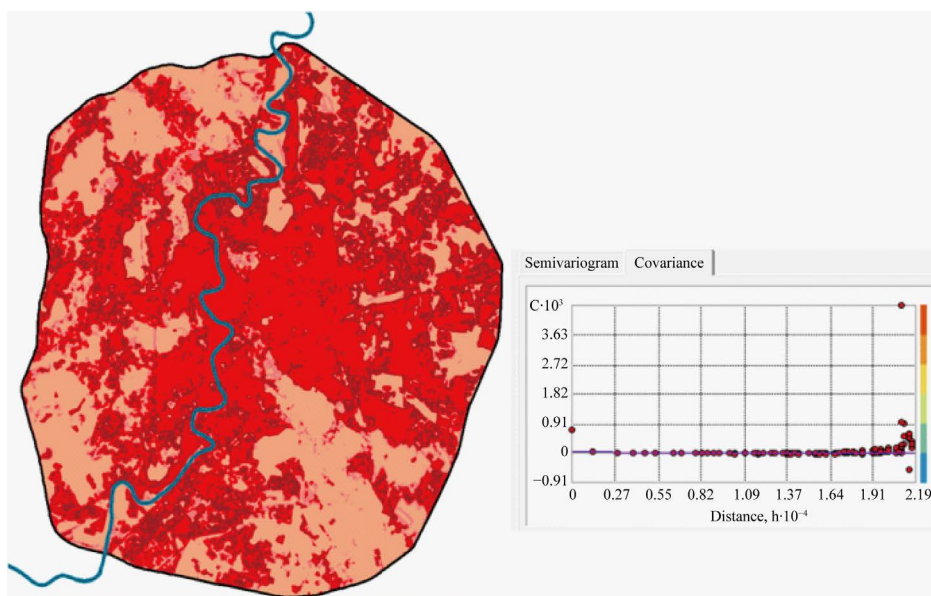 Semivariogram Covariance
C·10³
3.63
2.72
1.82
0.91
0
−0.91
0 0.27 0.55 0.82 1.09 1.37 1.64 1.91 2.19
Distance, h·10⁻⁴